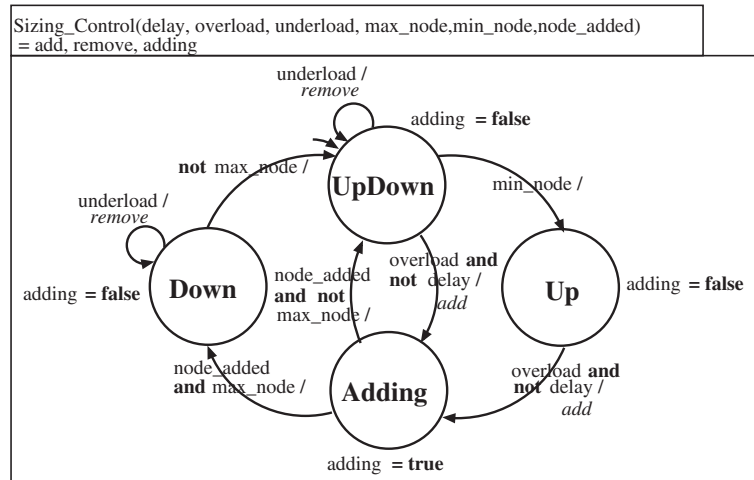 Sizing_Control(delay, overload, underload, max_node,min_node,node_added)
= add, remove, adding
underload /
remove
adding = false
not max_node /
UpDown
min_node /
underload /
remove
overload and
not delay /
add
node_added
and not
max_node /
adding = false
Down
Up
adding = false
node_added
and max_node /
Adding
overload and
not delay /
add
adding = true